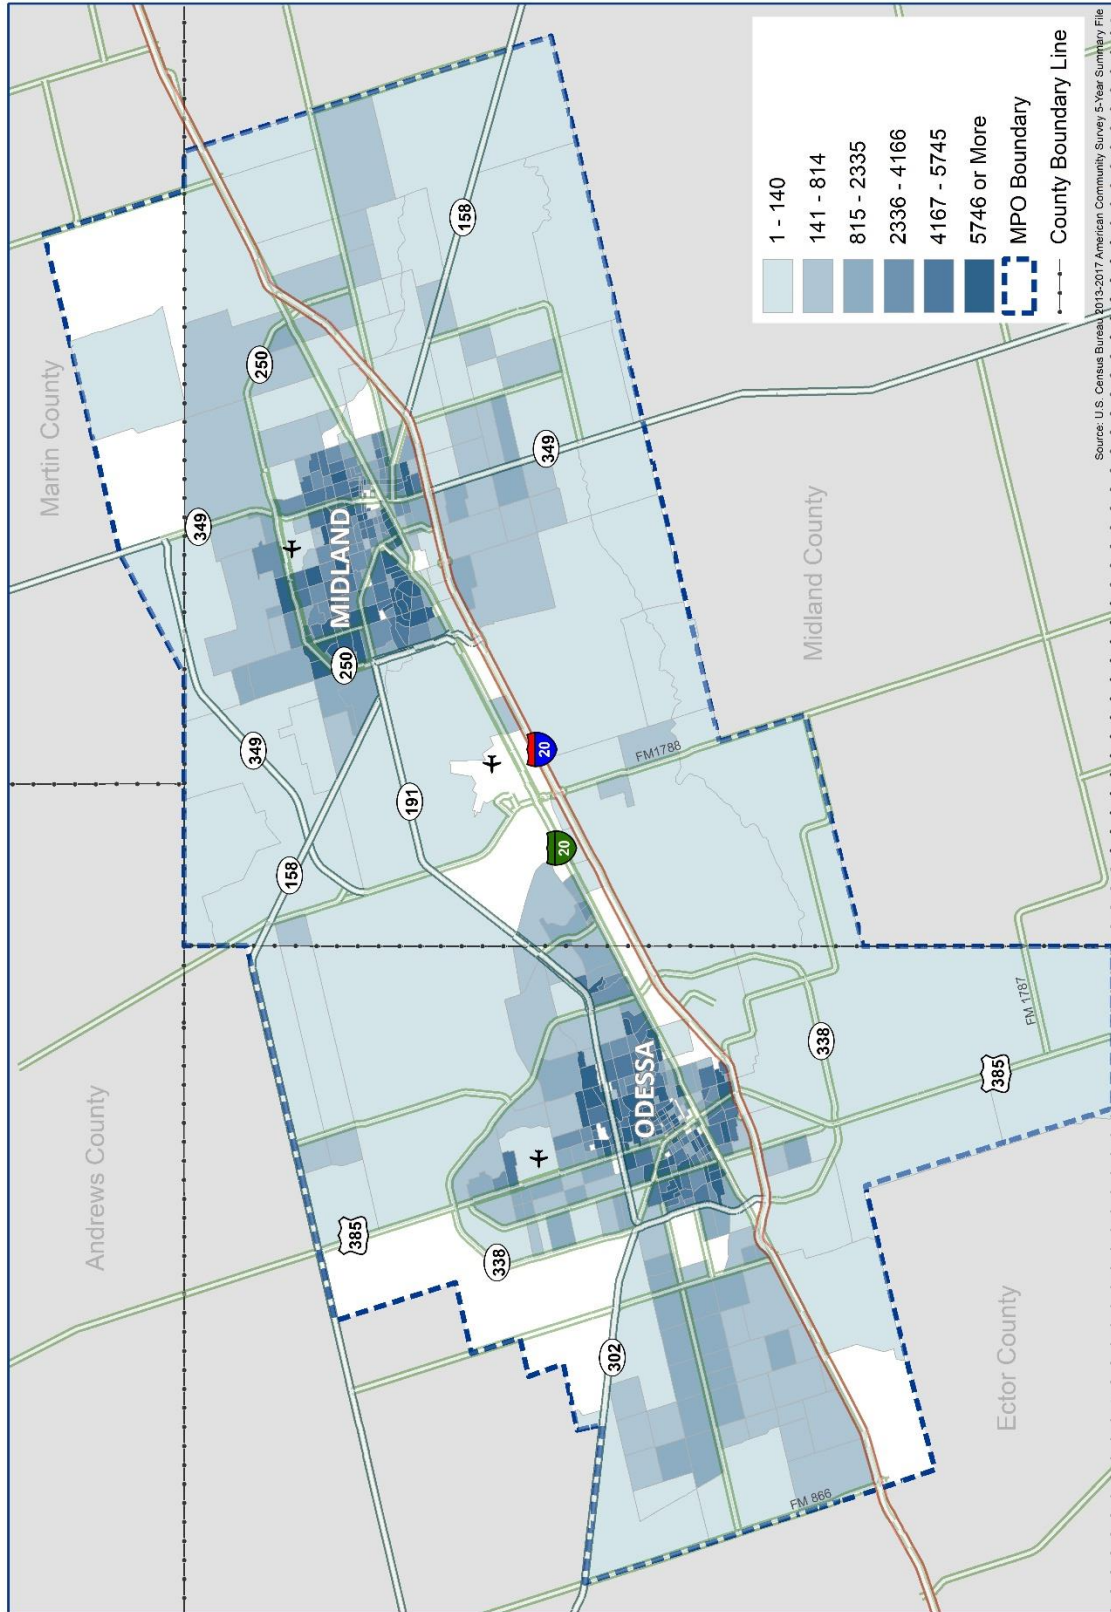 Martin County
Andrews County
349
349
250
158
MIDLAND
250
385
191
158
338
20
349
20
302
ODESSA
FM1788
FM 866
Midland County
338
385
Ector County
FM 1787
1 - 140
141 - 814
815 - 2335
2336 - 4166
4167 - 5745
5746 or More
MPO Boundary
County Boundary Line
Source: U.S. Census Bureau 2013-2017 American Community Survey 5-Year Summary File